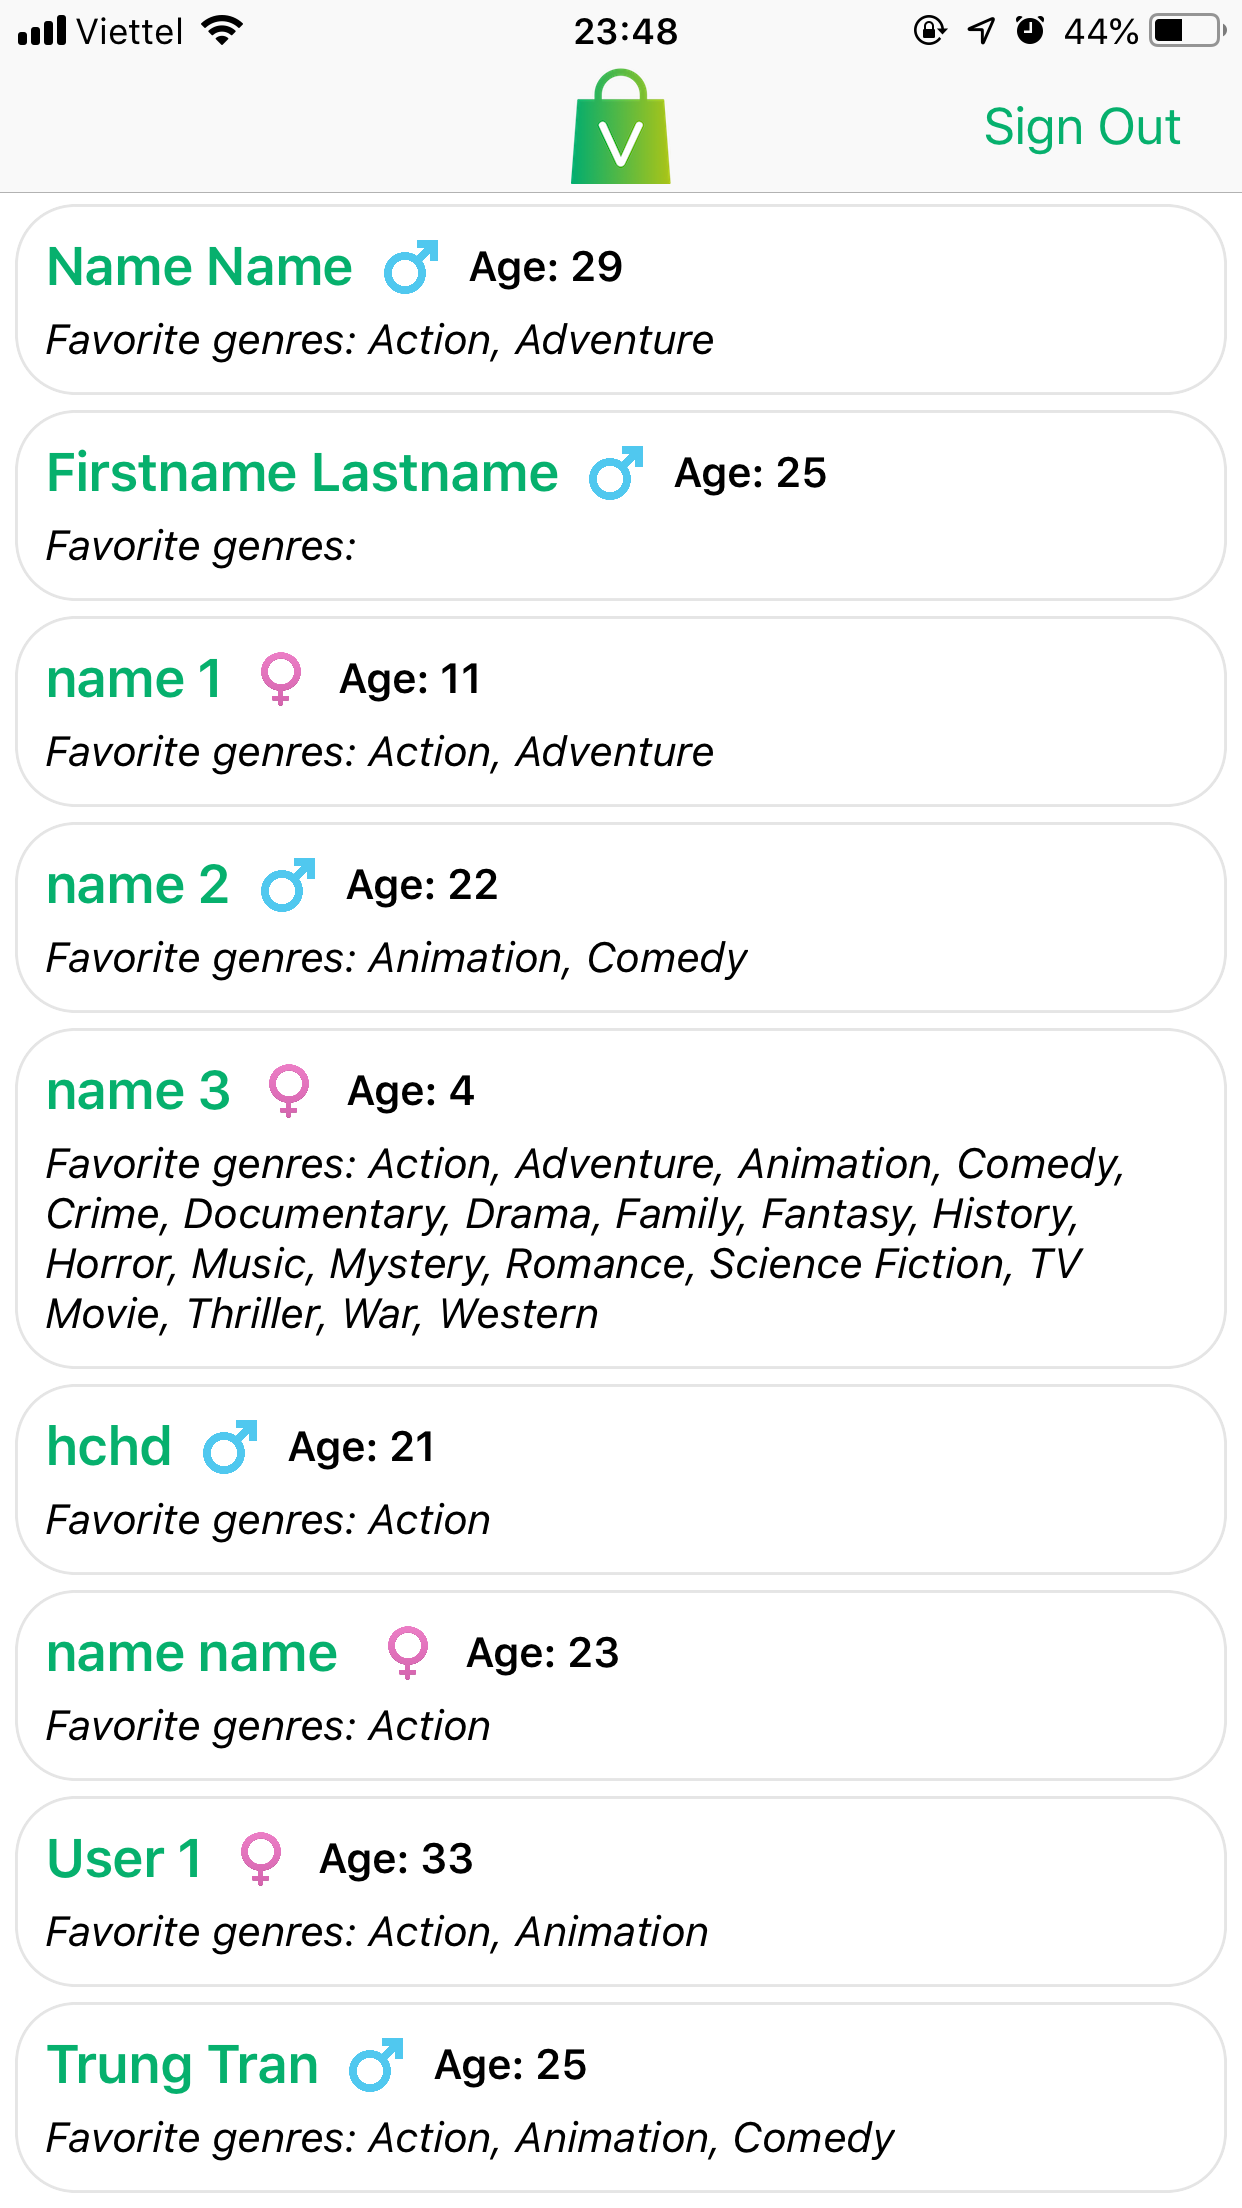 Viettel 23:48 44%
V
Sign Out
Name Name Age: 29
Favorite genres: Action, Adventure
Firstname Lastname Age: 25
Favorite genres:
name 1 Age: 11
Favorite genres: Action, Adventure
name 2 Age: 22
Favorite genres: Animation, Comedy
name 3 Age: 4
Favorite genres: Action, Adventure, Animation, Comedy,
Crime, Documentary, Drama, Family, Fantasy, History,
Horror, Music, Mystery, Romance, Science Fiction, TV
Movie, Thriller, War, Western
hchd Age: 21
Favorite genres: Action
name name Age: 23
Favorite genres: Action
User 1 Age: 33
Favorite genres: Action, Animation
Trung Tran Age: 25
Favorite genres: Action, Animation, Comedy